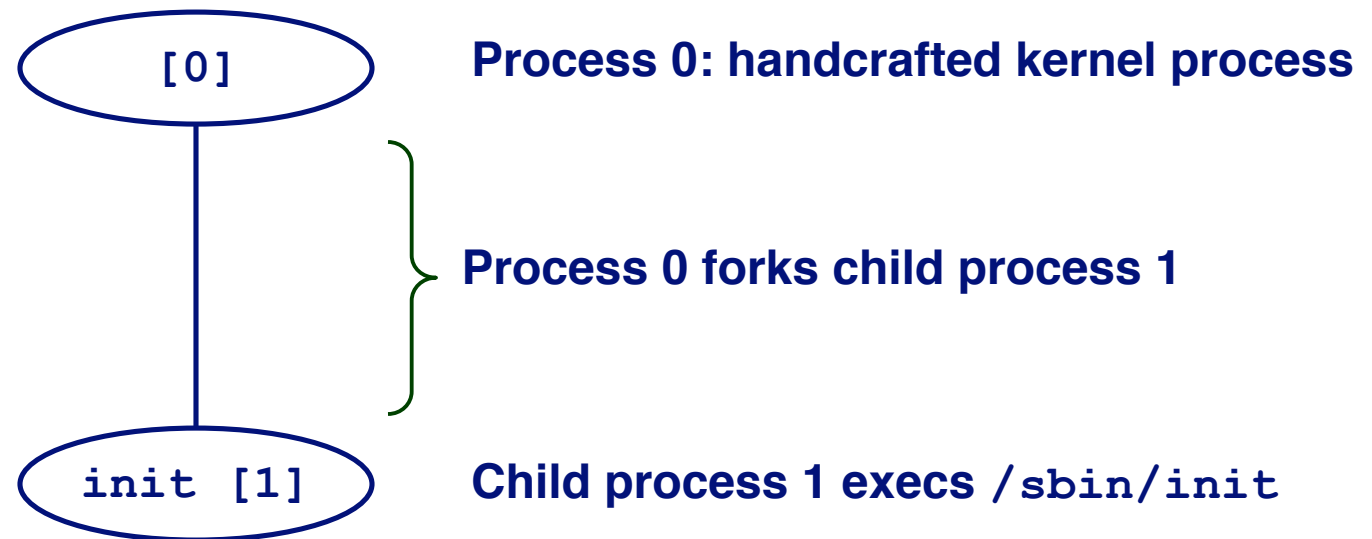 [0]
Process 0: handcrafted kernel process
Process 0 forks child process 1
init [1]
Child process 1 execs /sbin/init